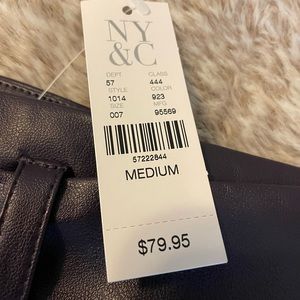 NY
&C
DEPT CLASS
57 444
STYLE COLOR
1014 923
SIZE MFG
007 95569
57222844
MEDIUM
$79.95